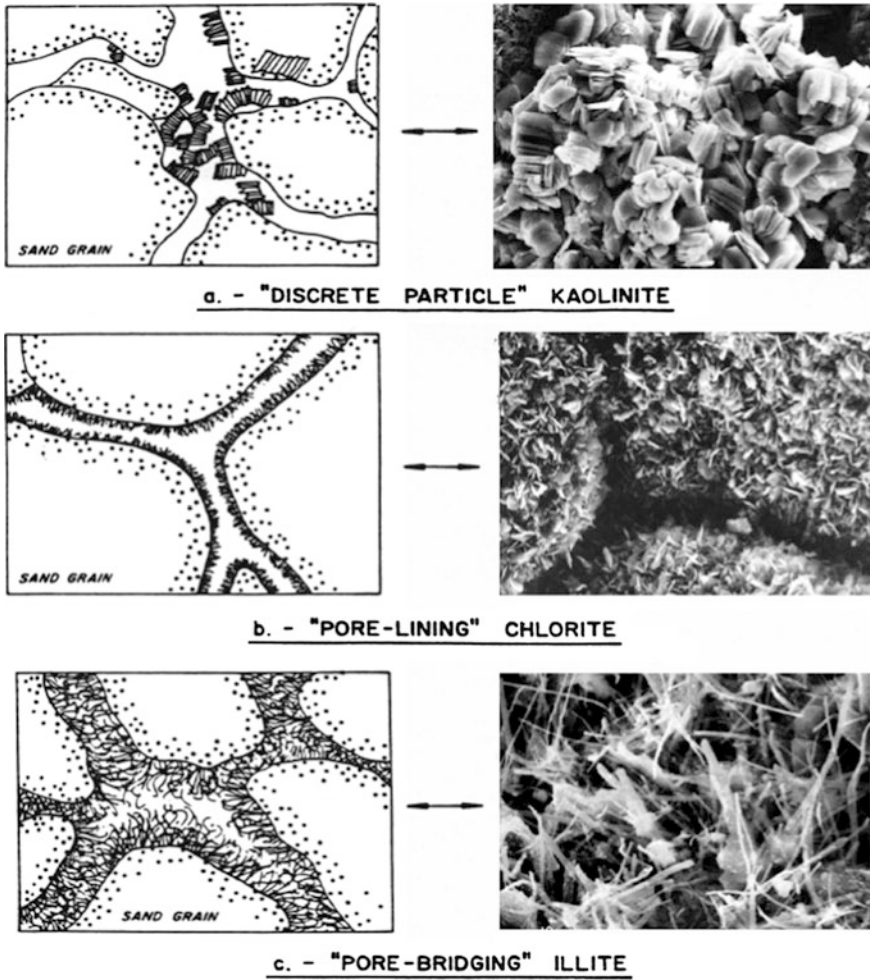 SAND GRAIN
a. - "DISCRETE PARTICLE" KAOLINITE
SAND GRAIN
b. - "PORE-LINING" CHLORITE
SAND GRAIN
c. - "PORE-BRIDGING" ILLITE